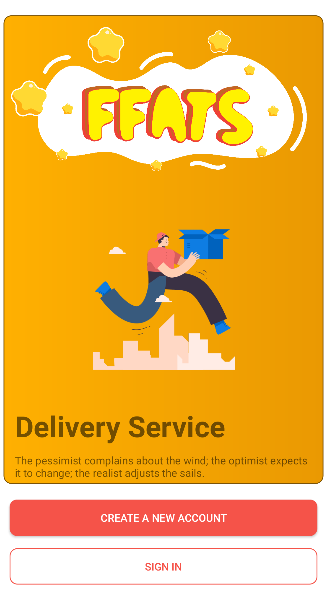 FFATS
Delivery Service
The pessimist complains about the wind; the optimist expects
it to change; the realist adjusts the sails.
CREATE A NEW ACCOUNT
SIGN IN